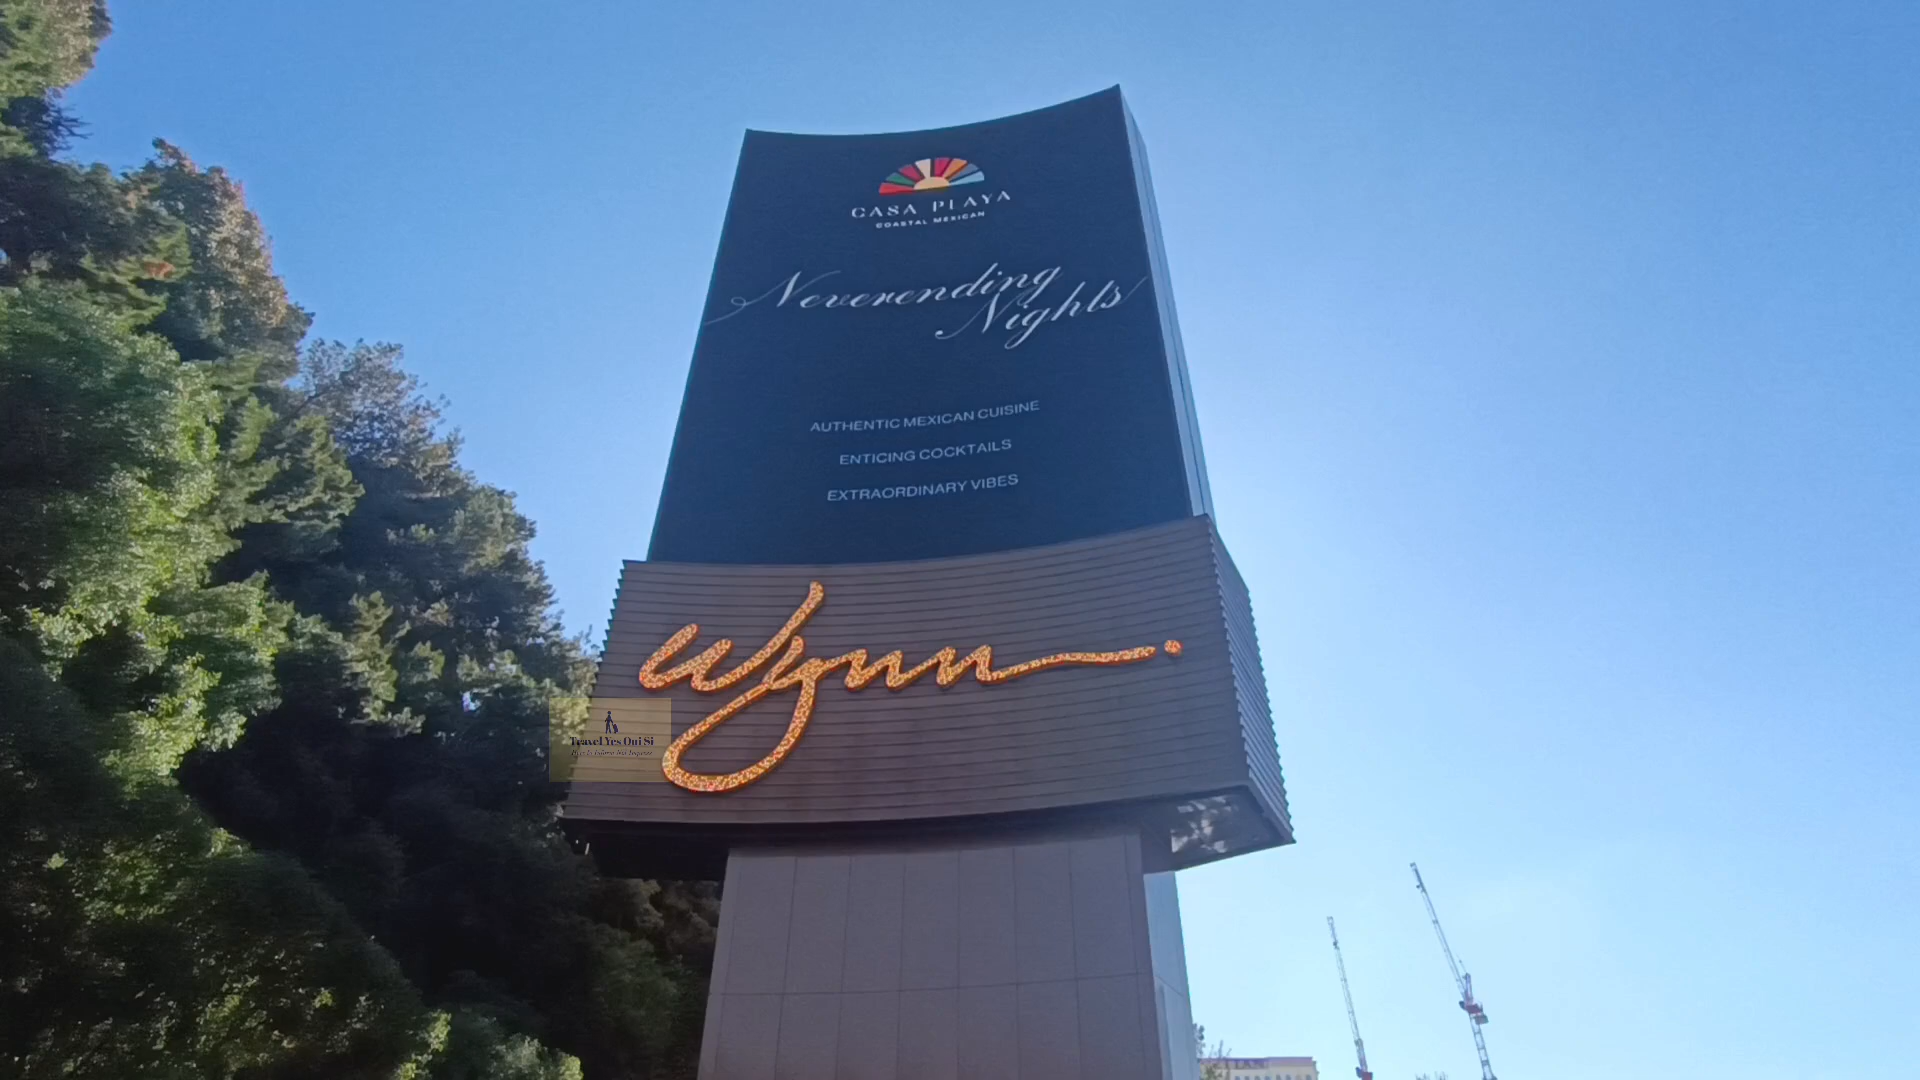 CASA PLAYA
COASTAL MEXICAN
Neverending
Nights
AUTHENTIC MEXICAN CUISINE
ENTICING COCKTAILS
EXTRAORDINARY VIBES
Wynn
Travel Yes Oui Si